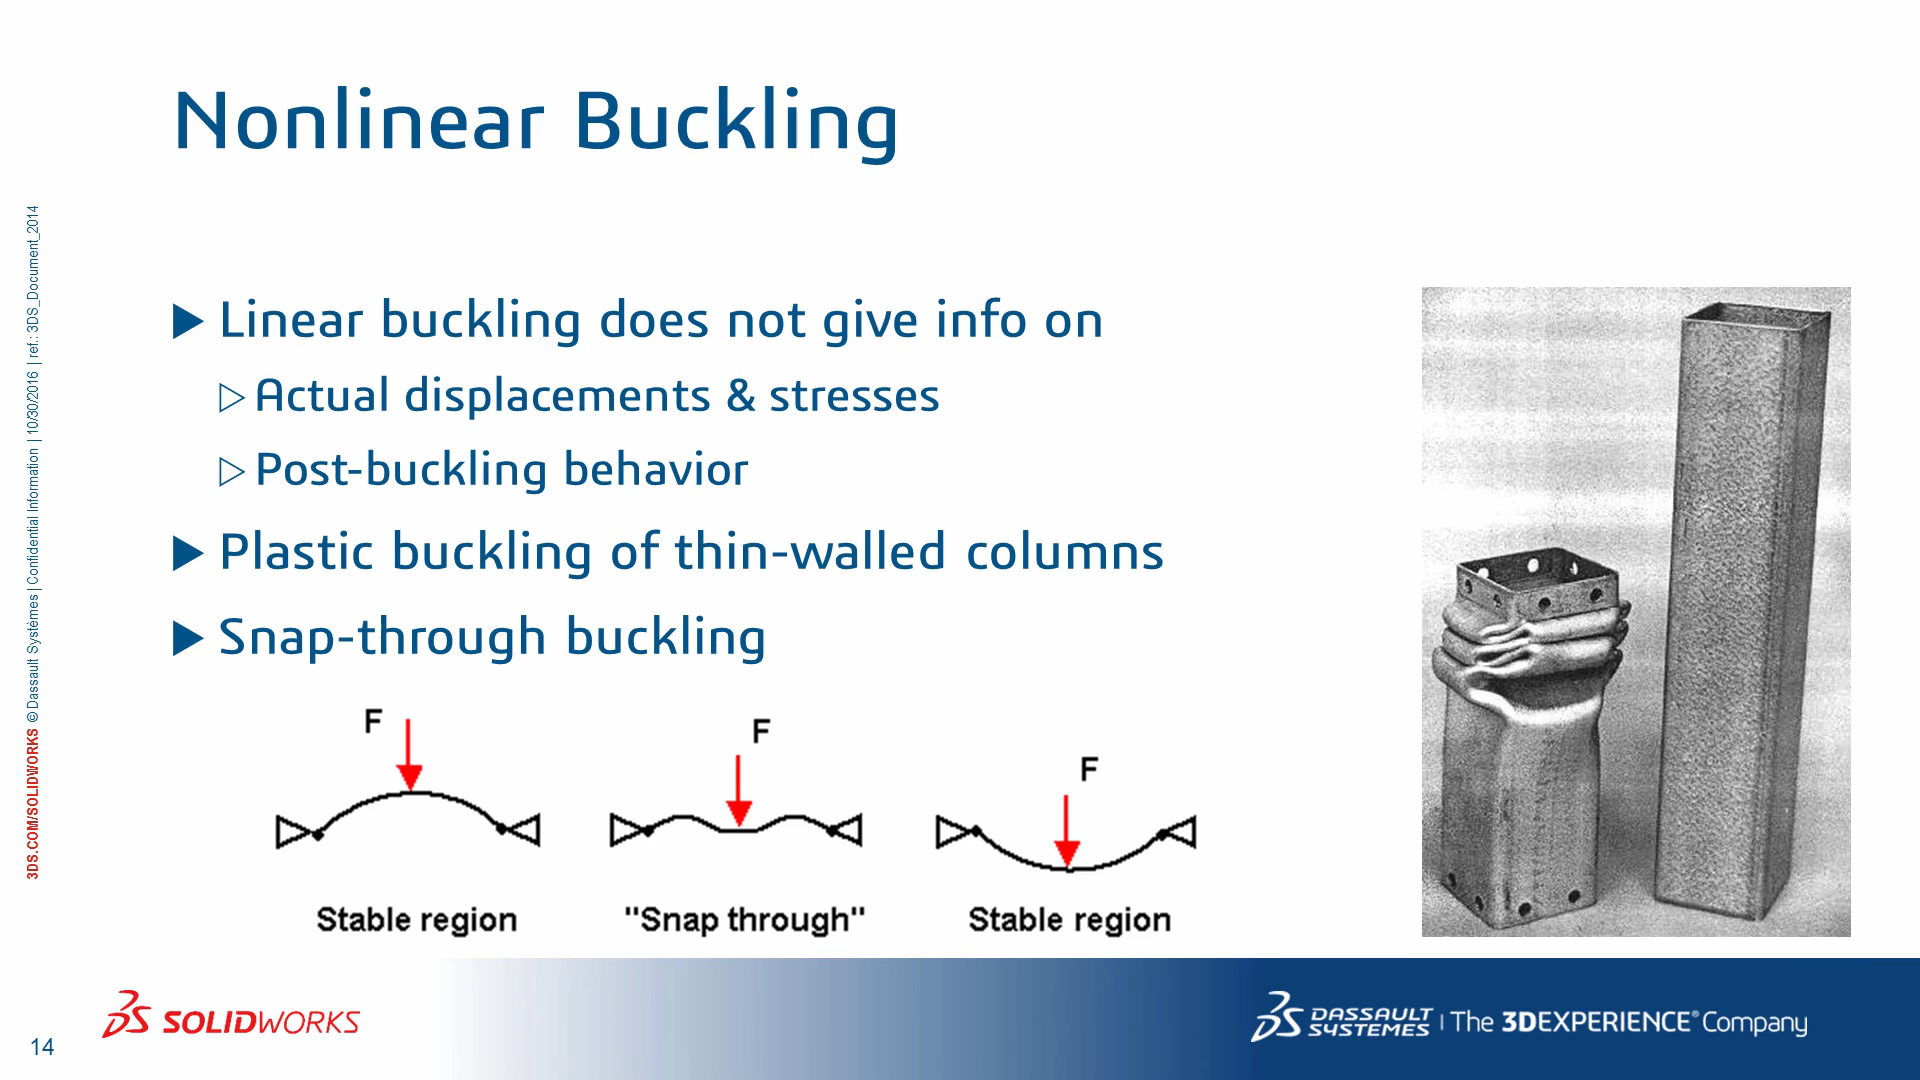 Nonlinear Buckling
Linear buckling does not give info on
Actual displacements & stresses
Post-buckling behavior
Plastic buckling of thin-walled columns
Snap-through buckling
F
F
F
Stable region
"Snap through"
Stable region
3DS.COM/SOLIDWORKS © Dassault Systèmes | Confidential Information | 10/30/2016 | ref.: 3DS_Document_2014
14
SOLIDWORKS
DASSAULT SYSTEMES | The 3DEXPERIENCE® Company